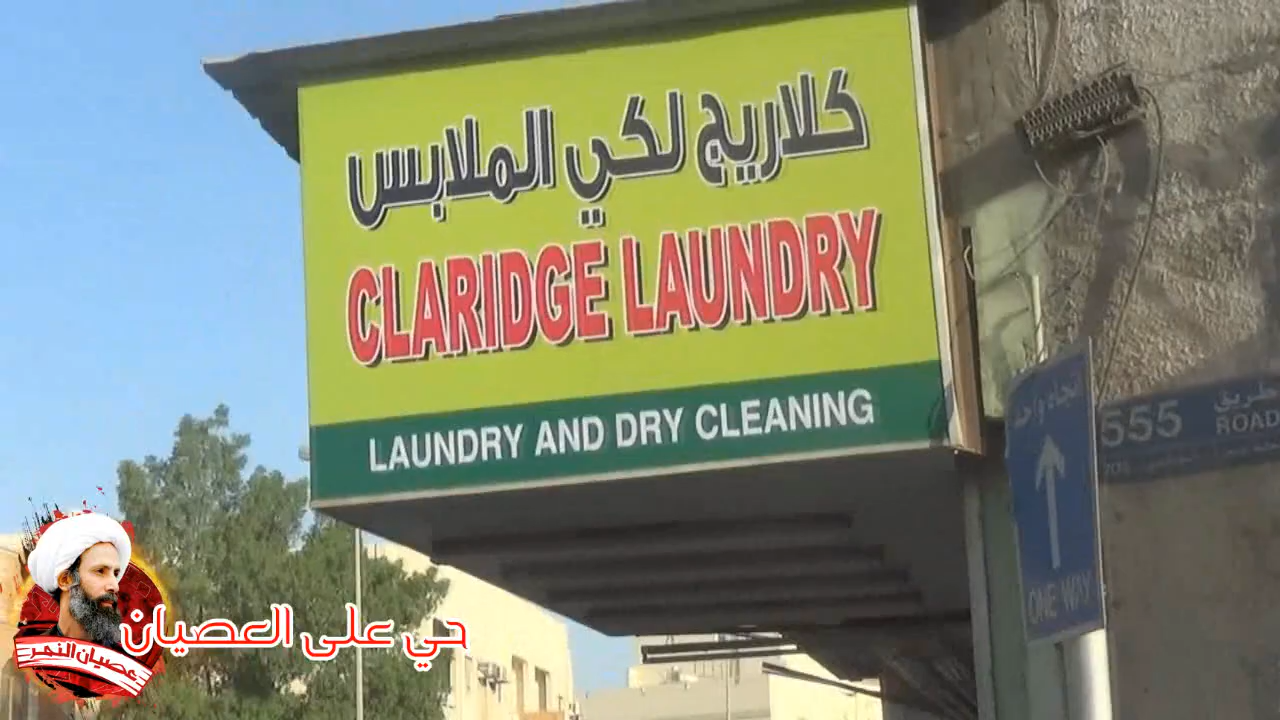 كلاريج لكي الملابس
CLARIDGE LAUNDRY
LAUNDRY AND DRY CLEANING
اتجاه واحد
ONE WAY
555
طريق
ROAD
حي على العصيان
عصيان النمر